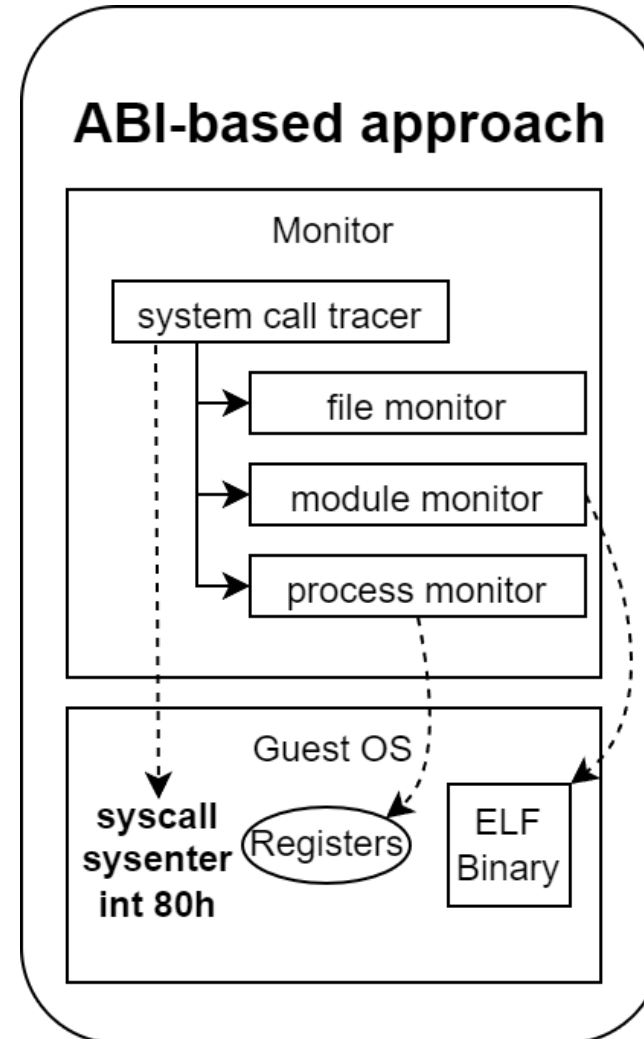 ABI-based approach
Monitor
system call tracer
file monitor
module monitor
process monitor
Guest OS
syscall
sysenter
int 80h
Registers
ELF
Binary